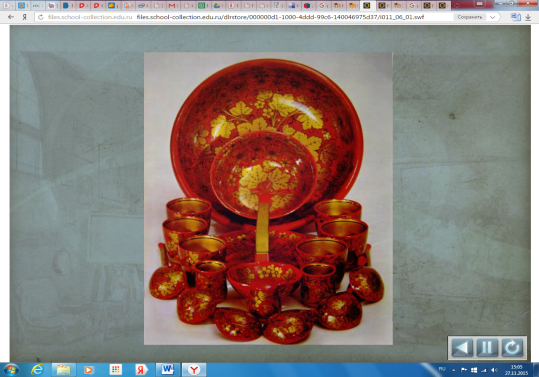 files.school-collection.edu.ru files.school-collection.edu.ru/dlrstore/000000d1-1000-4ddd-99c6-140046975d37/i011_06_01.swf
Сохранить
RU
15:05
27.11.2015